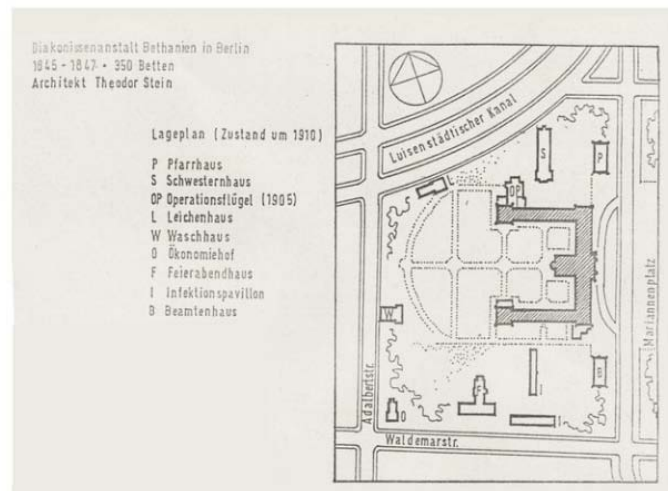 Diakonissenanstalt Bethanien in Berlin
1845 - 1847 • 350 Betten
Architekt Theodor Stein
Lageplan (Zustand um 1910)
P Pfarrhaus
S Schwesternhaus
OP Operationsflügel (1905)
L Leichenhaus
W Waschhaus
O Ökonomiehof
F Feierabendhaus
I Infektionspavillon
B Beamtenhaus
Luisenstädtischer Kanal
S
P
L
OP
Mariannenplatz
W
F
I
O
I
Adalbertstr.
Waldemarstr.